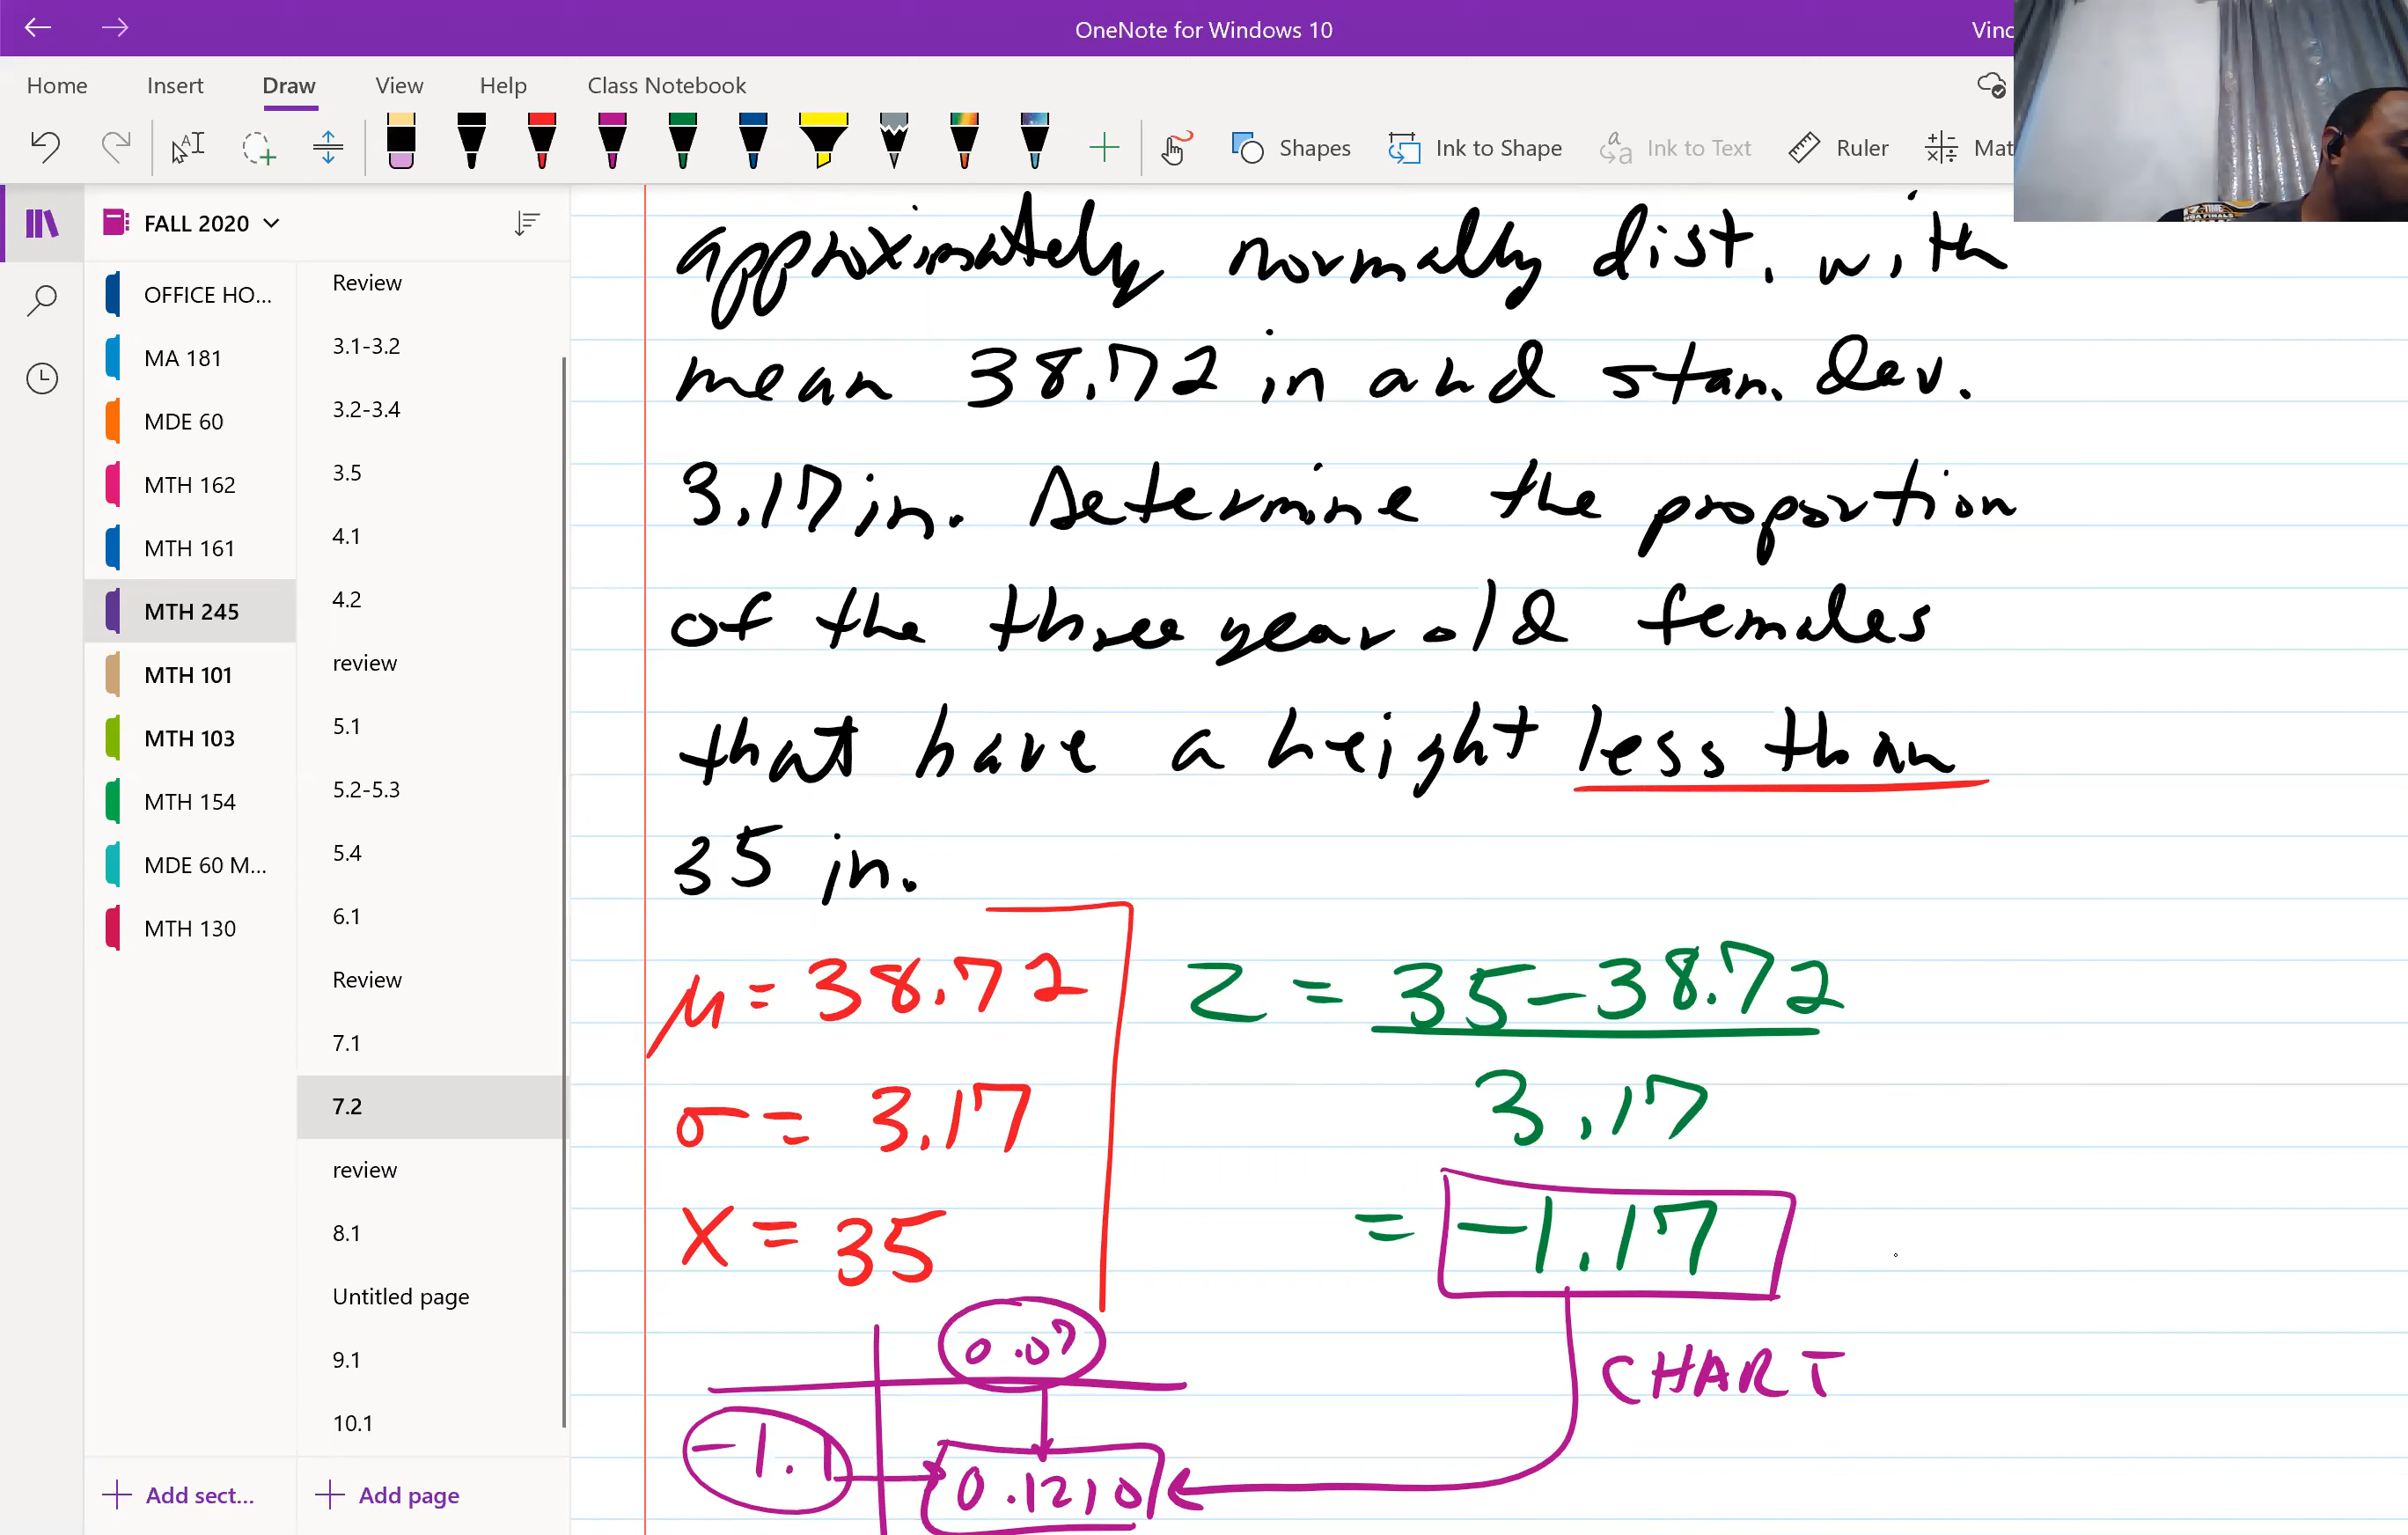 OneNote for Windows 10
Vinc
Home Insert Draw View Help Class Notebook
Shapes Ink to Shape Ink to Text Ruler Mat
FALL 2020
OFFICE HO...
MA 181
MDE 60
MTH 162
MTH 161
MTH 245
MTH 101
MTH 103
MTH 154
MDE 60 M...
MTH 130
Add sect...
Review
3.1-3.2
3.2-3.4
3.5
4.1
4.2
review
5.1
5.2-5.3
5.4
6.1
Review
7.1
7.2
review
8.1
Untitled page
9.1
10.1
Add page
approximately normally dist. with
mean 38.72 in and stan. dev.
3.17 in. Determine the proportion
of the three year old females
that have a height less than
35 in.
μ = 38.72
σ = 3.17
X = 35
Z = 35 - 38.72
3.17
= -1.17
CHART
0.07
-1.1 0.1210